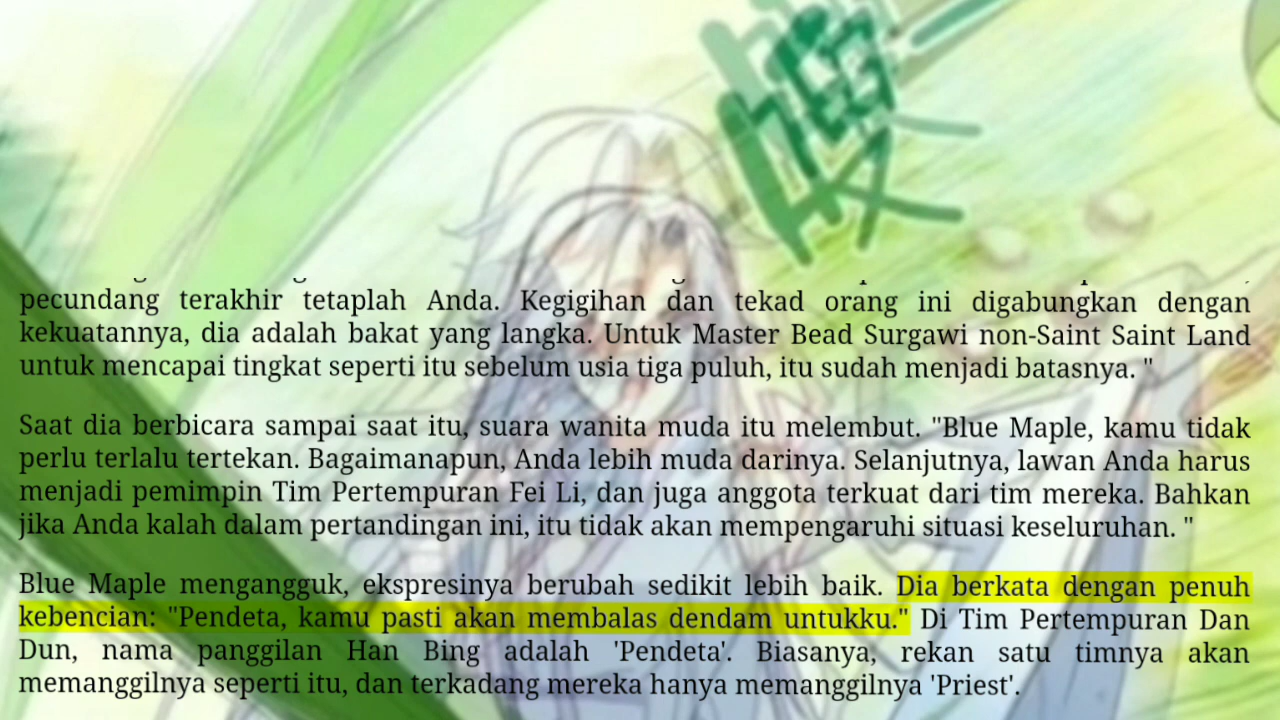 pecundang terakhir tetaplah Anda. Kegigihan dan tekad orang ini digabungkan dengan
kekuatannya, dia adalah bakat yang langka. Untuk Master Bead Surgawi non-Saint Saint Land
untuk mencapai tingkat seperti itu sebelum usia tiga puluh, itu sudah menjadi batasnya. "
Saat dia berbicara sampai saat itu, suara wanita muda itu melembut. "Blue Maple, kamu tidak
perlu terlalu tertekan. Bagaimanapun, Anda lebih muda darinya. Selanjutnya, lawan Anda harus
menjadi pemimpin Tim Pertempuran Fei Li, dan juga anggota terkuat dari tim mereka. Bahkan
jika Anda kalah dalam pertandingan ini, itu tidak akan mempengaruhi situasi keseluruhan. "
Blue Maple mengangguk, ekspresinya berubah sedikit lebih baik. Dia berkata dengan penuh
kebencian: "Pendeta, kamu pasti akan membalas dendam untukku." Di Tim Pertempuran Dan
Dun, nama panggilan Han Bing adalah 'Pendeta'. Biasanya, rekan satu timnya akan
memanggilnya seperti itu, dan terkadang mereka hanya memanggilnya 'Priest'.